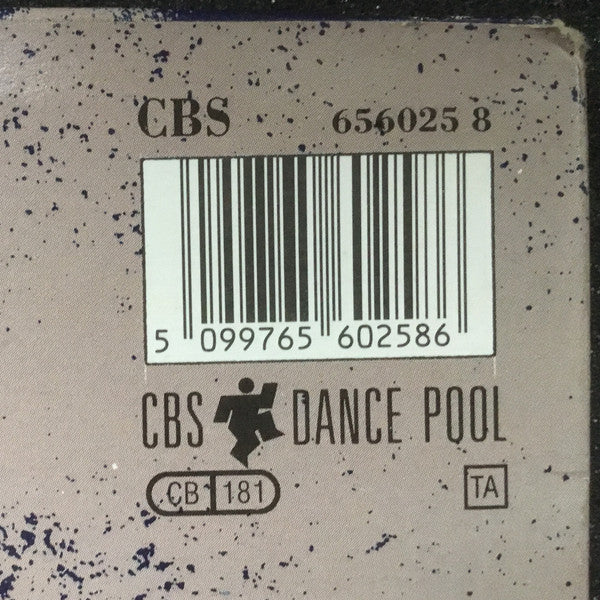 CBS 656025 8
5 099765 602586
CBS DANCE POOL
CB 181 TA